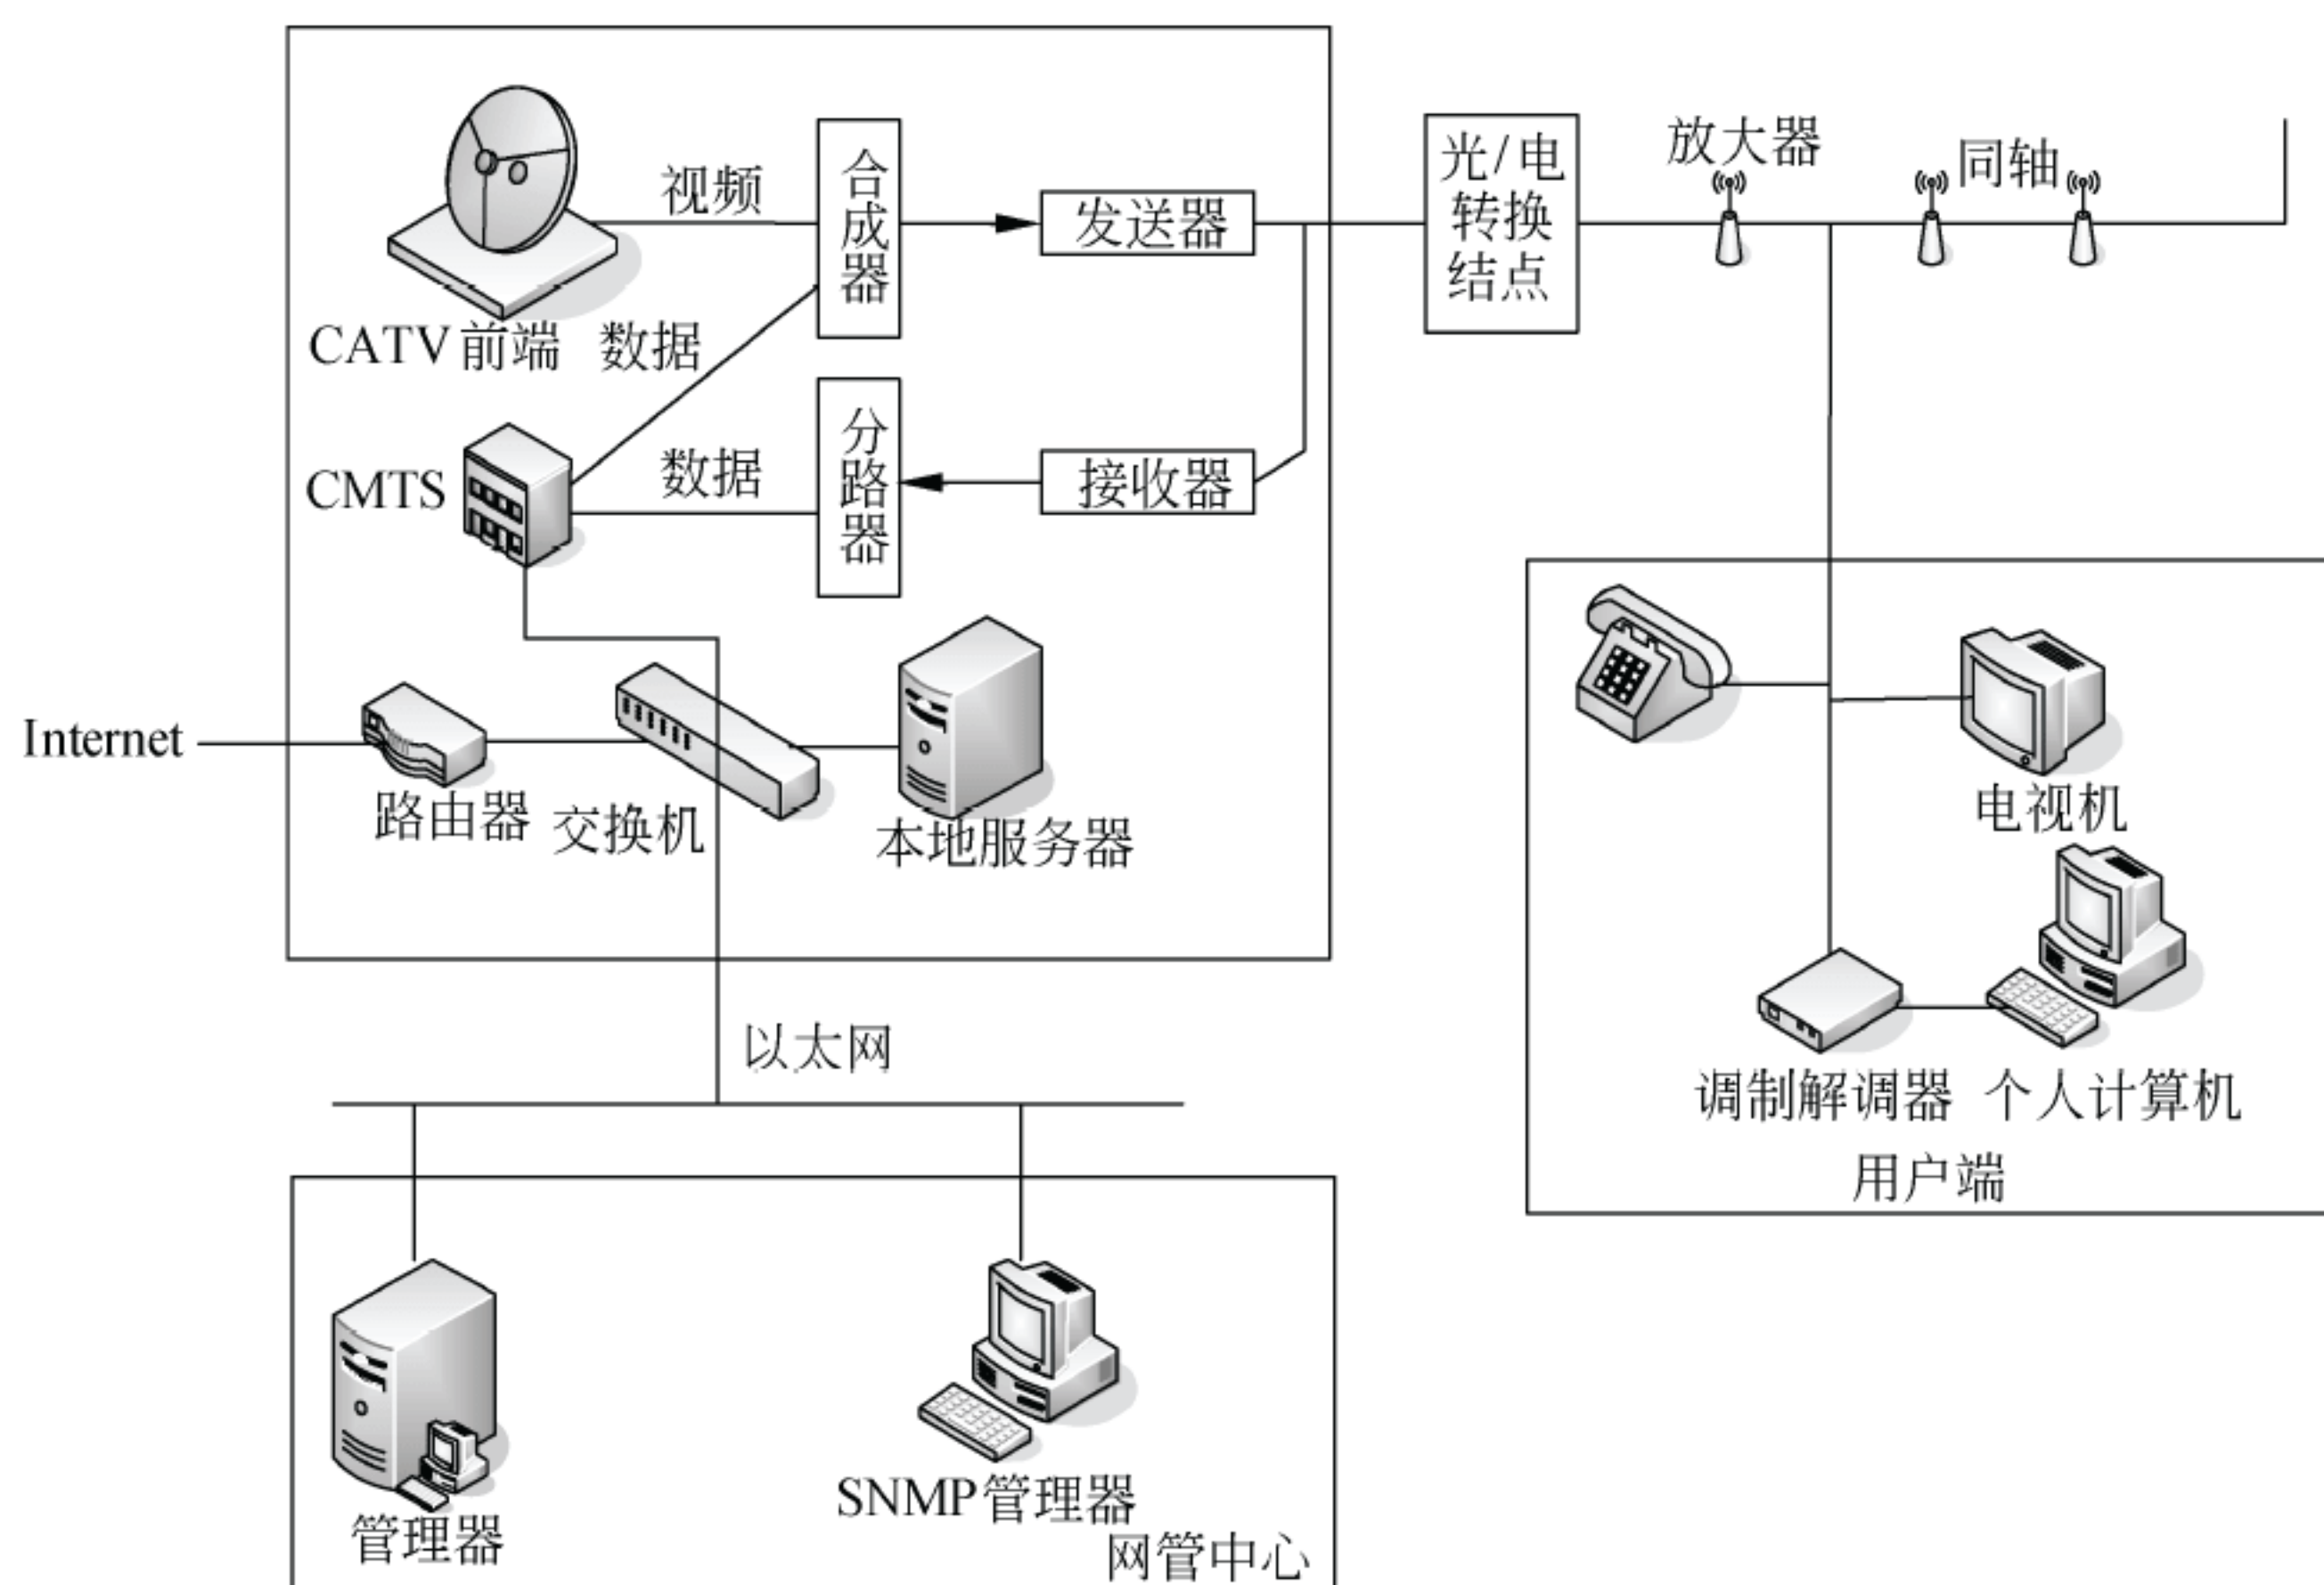 视频
合成器
发送器
光/电
转换
结点
放大器
同轴
CATV前端
数据
CMTS
数据
分路器
接收器
Internet
路由器
交换机
本地服务器
电视机
调制解调器
个人计算机
用户端
以太网
管理器
SNMP管理器
网管中心